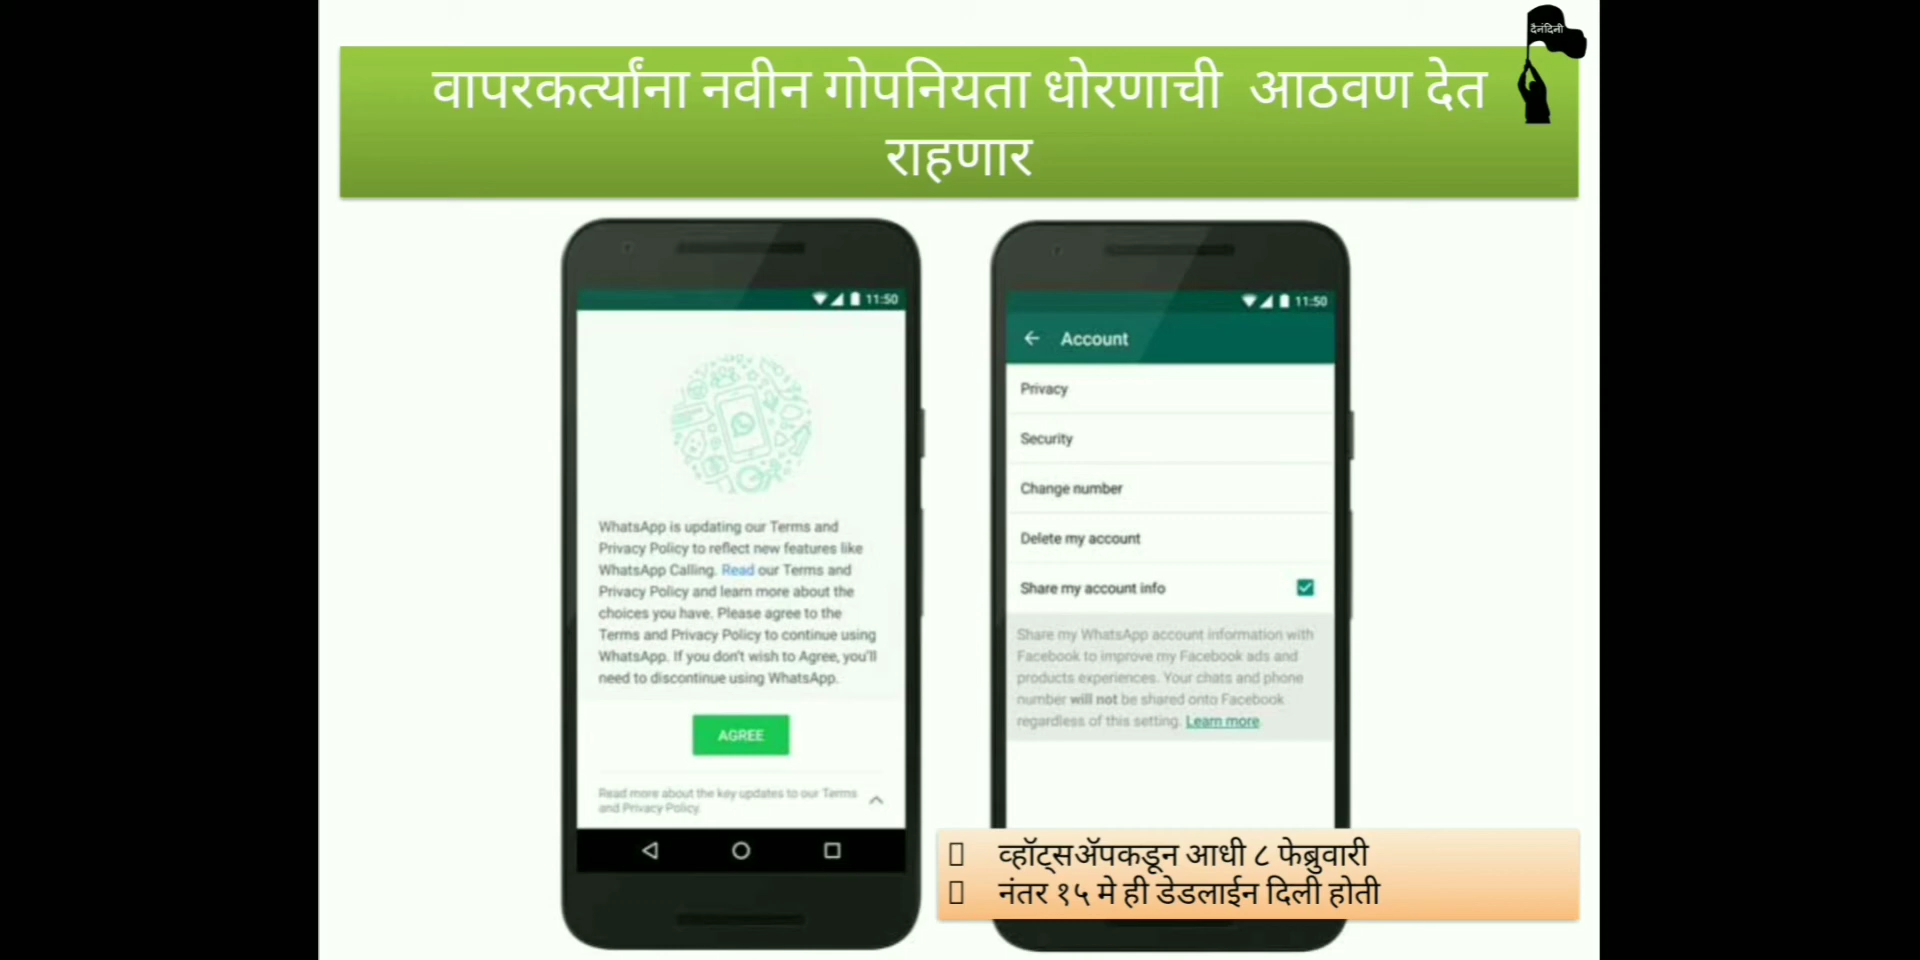 दैनंदिनी
वापरकर्त्यांना नवीन गोपनियता धोरणाची आठवण देत
राहणार
11:50
WhatsApp is updating our Terms and
Privacy Policy to reflect new features like
WhatsApp Calling. Read our Terms and
Privacy Policy and learn more about the
choices you have. Please agree to the
Terms and Privacy Policy to continue using
WhatsApp. If you don't wish to Agree, you'll
need to discontinue using WhatsApp.
AGREE
Read more about the key updates to our Terms
and Privacy Policy.
11:50
Account
Privacy
Security
Change number
Delete my account
Share my account info
Share my WhatsApp account information with
Facebook to improve my Facebook ads and
products experiences. Your chats and phone
number will not be shared onto Facebook
regardless of this setting. Learn more.
व्हॉट्सॲपकडून आधी ८ फेब्रुवारी
नंतर १५ मे ही डेडलाईन दिली होती